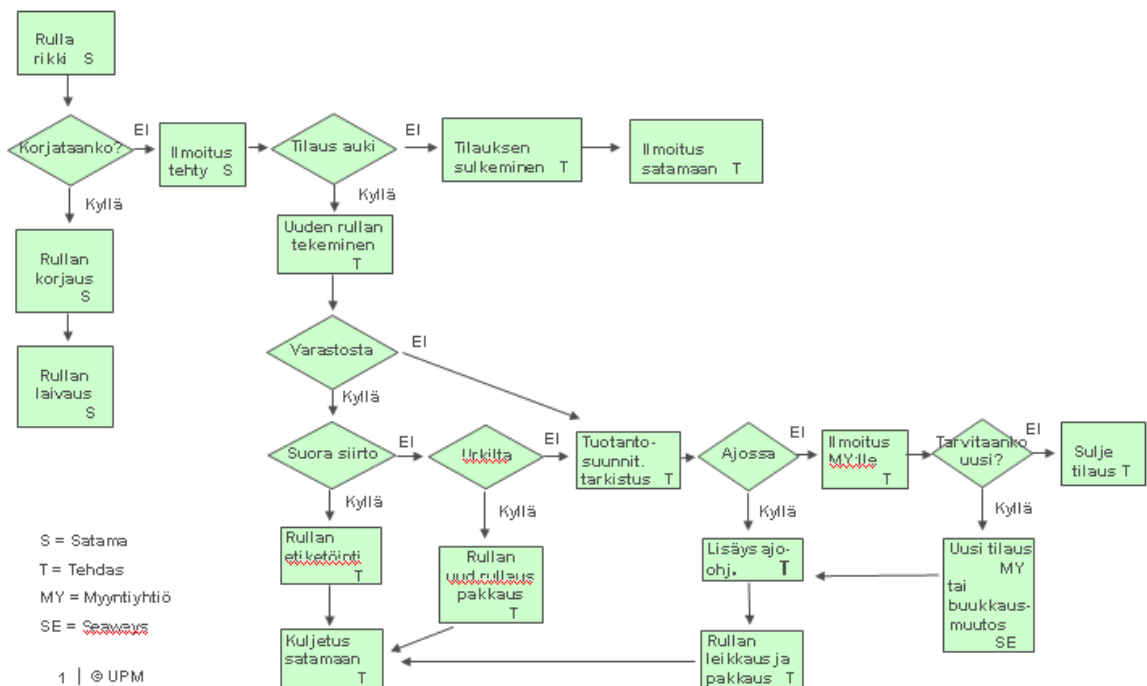 Rulla
rikki S
Korjataanko?
EI
Ilmoitus
tehty S
Tilaus auki
EI
Tilauksen
sulkeminen T
Ilmoitus
satamaan T
Kyllä
Rullan
korjaus
S
Rullan
laivaus
S
Kyllä
Uuden rullan
tekeminen
T
Varastosta
EI
Kyllä
Suora siirto
EI
Urkilta
EI
Tuotanto-
suunnit.
tarkistus T
Ajossa
EI
Ilmoitus
MY:lle
T
Tarvitaanko
uusi?
EI
Sulje
tilaus T
Kyllä
Rullan
etiketöinti
T
Kyllä
Rullan
uud.rullaus
pakkaus
T
Kyllä
Lisäys ajo-
ohj. T
Kyllä
Uusi tilaus
MY
tai
buukkaus-
muutos
SE
Kuljetus
satamaan
T
Rullan
leikkaus ja
pakkaus T
S = Satama
T = Tehdas
MY = Myyntiyhtiö
SE = Seaways
1 | © UPM